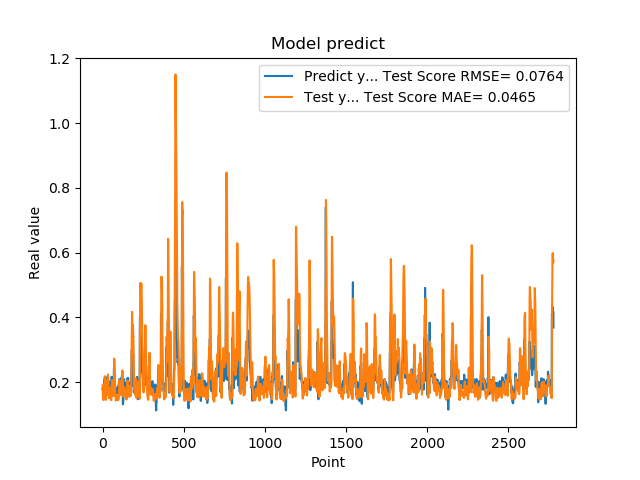 Model predict
Predict y... Test Score RMSE= 0.0764
Test y... Test Score MAE= 0.0465
1.2
1.0
0.8
0.6
0.4
0.2
Real value
0 500 1000 1500 2000 2500
Point